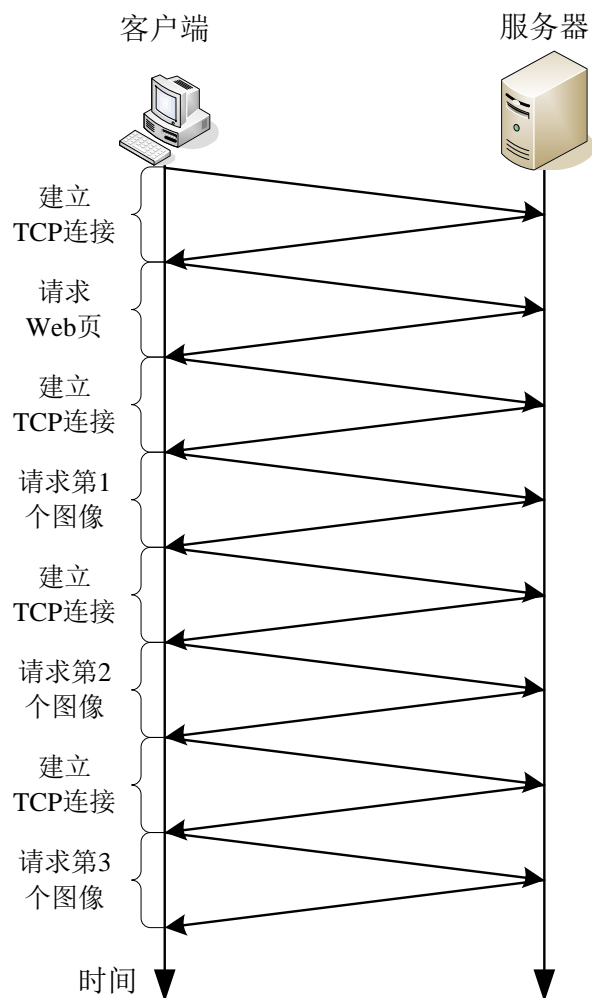 客户端
服务器
建立
TCP连接
请求
Web页
建立
TCP连接
请求第1
个图像
建立
TCP连接
请求第2
个图像
建立
TCP连接
请求第3
个图像
时间